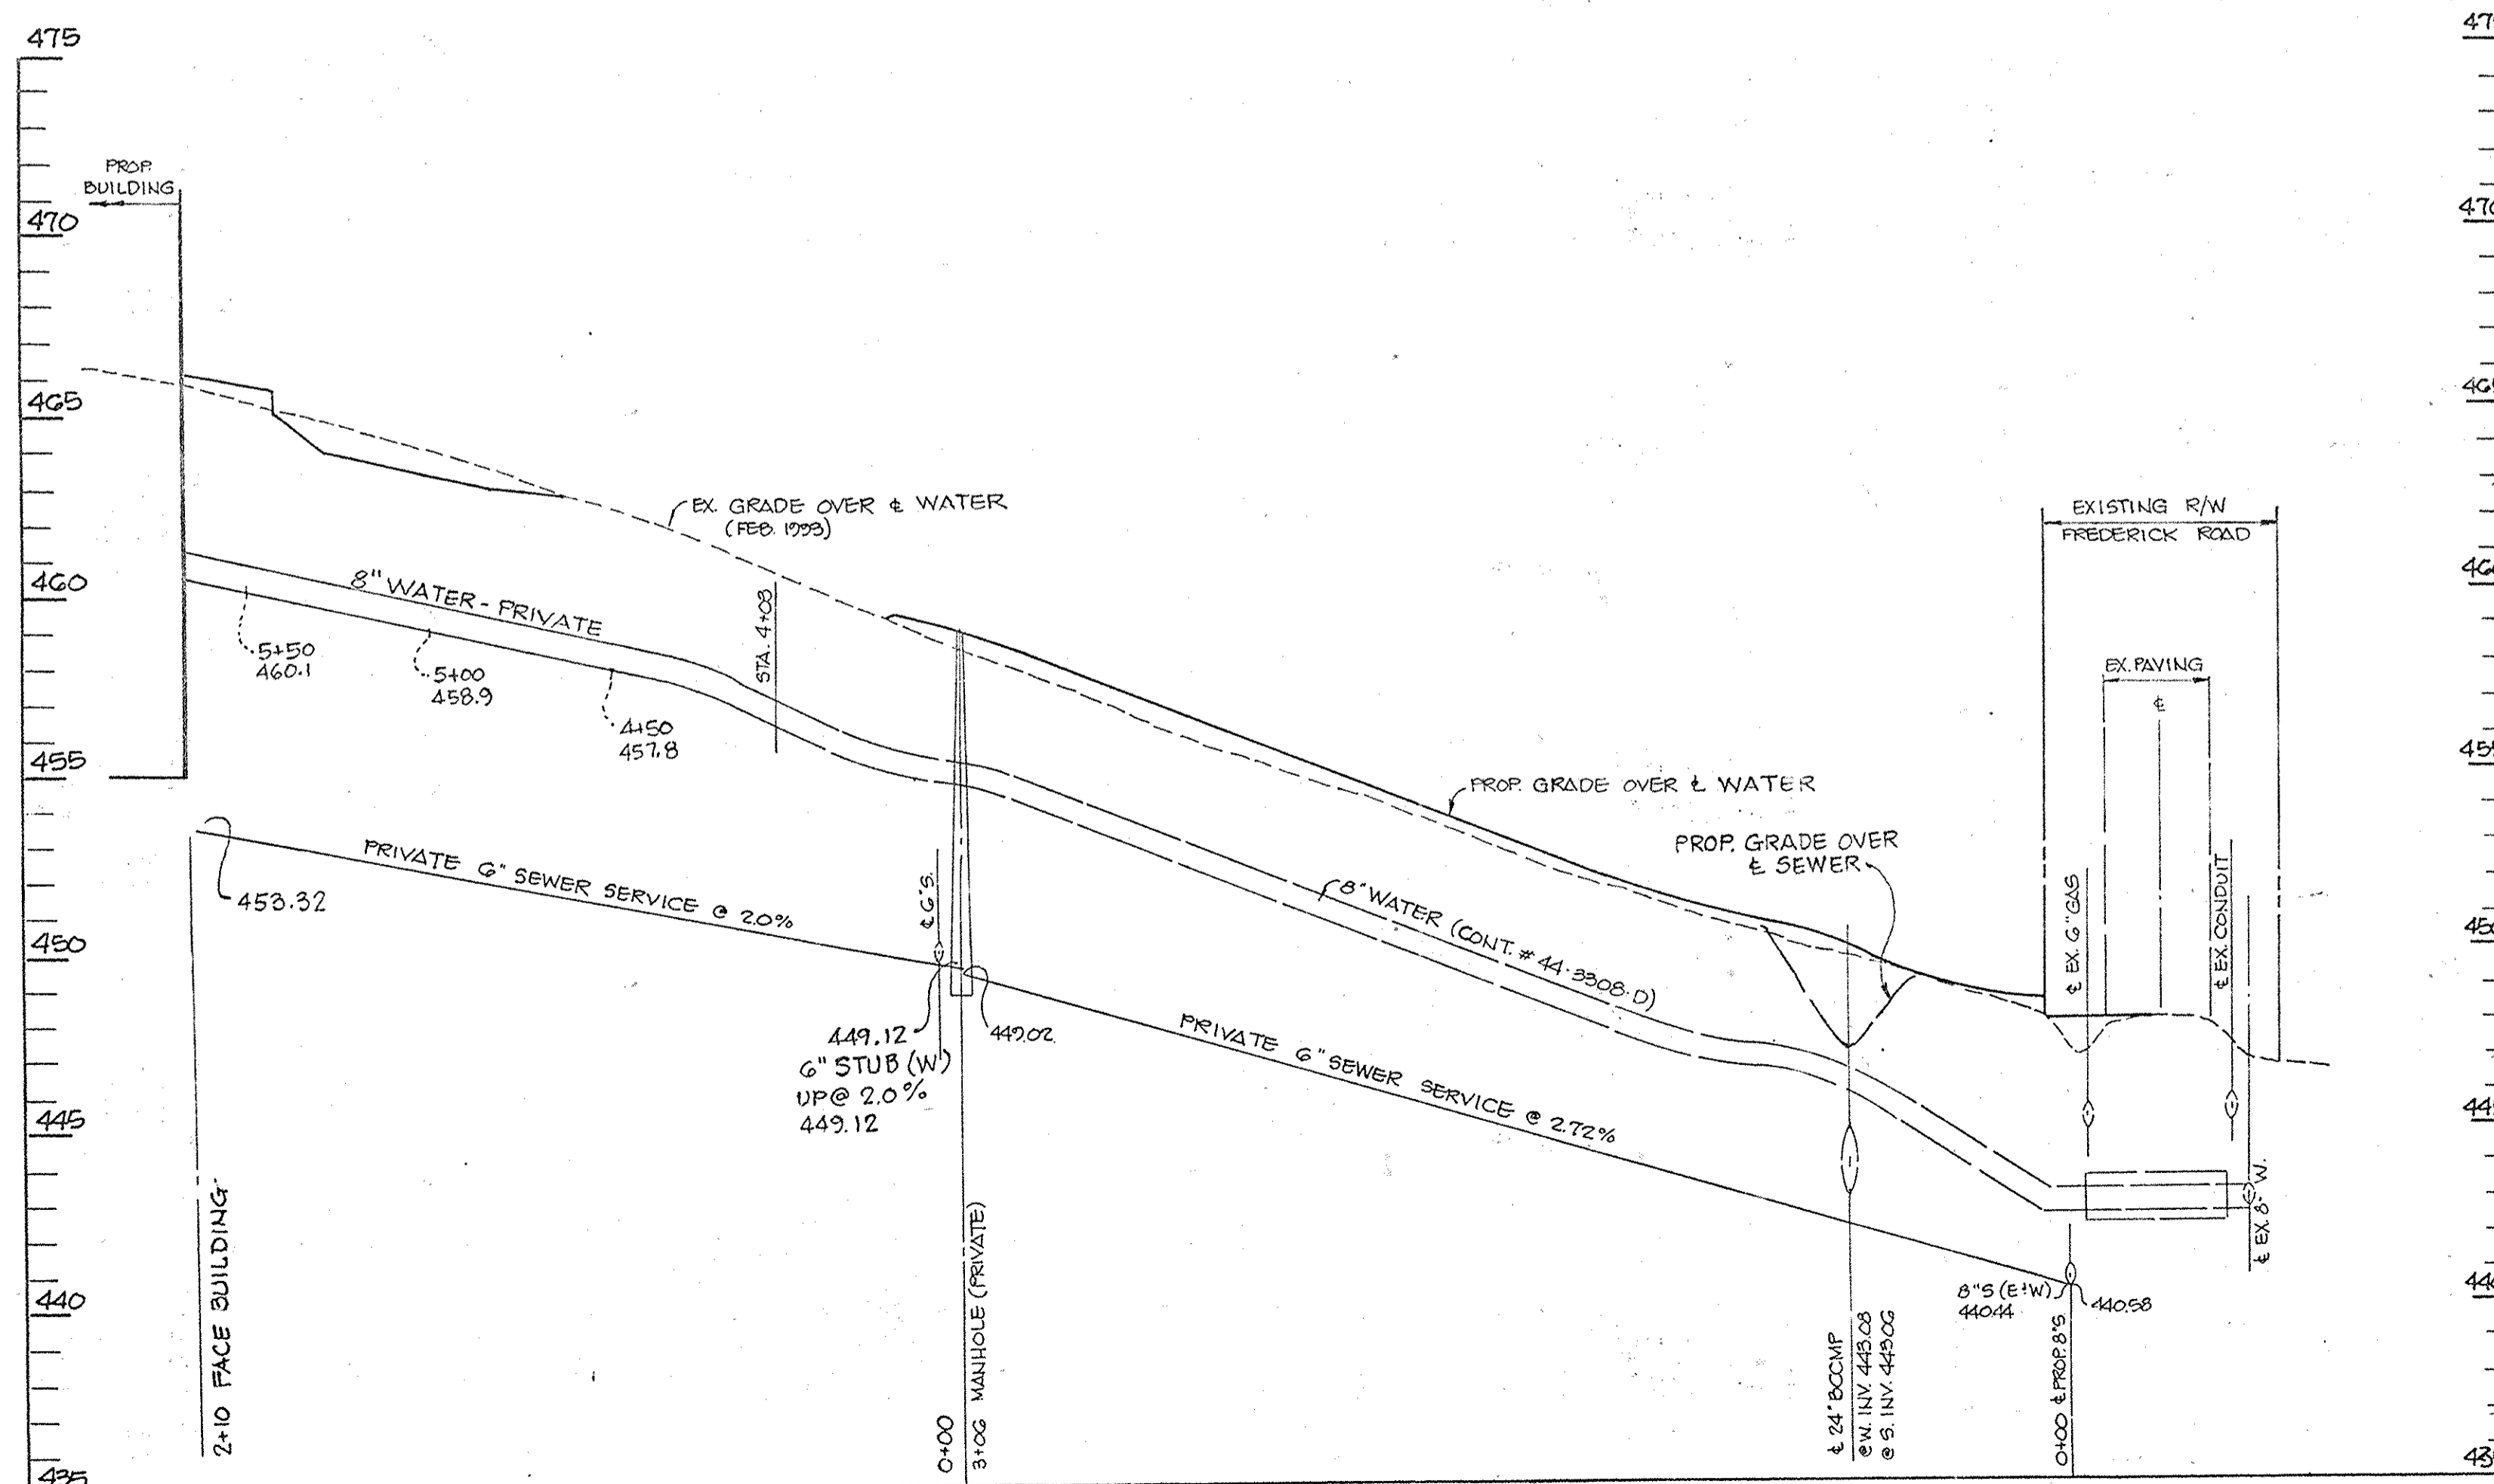 475
470
465
460
455
450
445
440
435
PROP.
BUILDING
EX. GRADE OVER ℄ WATER
(FEB. 1993)
8" WATER - PRIVATE
5+50
460.1
5+00
458.9
4+50
457.8
STA. 4+03
EXISTING R/W
FREDERICK ROAD
EX. PAVING
℄
PROP. GRADE OVER ℄ WATER
PROP. GRADE OVER
℄ SEWER
℄ EX. 6" GAS
℄ EX. CONDUIT
℄ EX. 8" W.
453.32
PRIVATE 6" SEWER SERVICE @ 2.0%
℄ 6"S.
8" WATER (CONT. # 44-3308-D)
449.12
6" STUB (W)
UP @ 2.0%
449.12
449.02
PRIVATE 6" SEWER SERVICE @ 2.72%
2+10 FACE BUILDING
0+00
3+06 MANHOLE (PRIVATE)
℄ 24" BCCMP
@ W. INV. 443.08
@ S. INV. 443.06
8"S (E+W)
440.44
440.58
0+00 ℄ PROP. 8"S
470